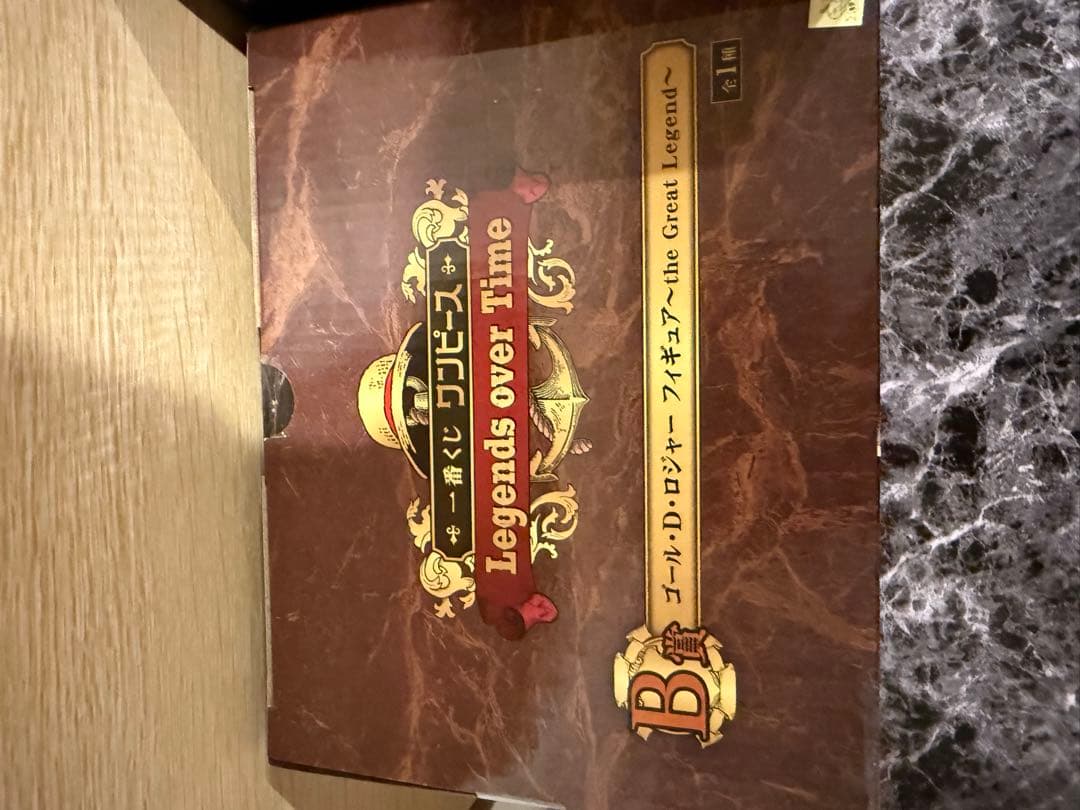 一番くじ ワンピース
Legends over Time
B賞 ゴール・D・ロジャー フィギュア〜the Great Legend〜
全1種